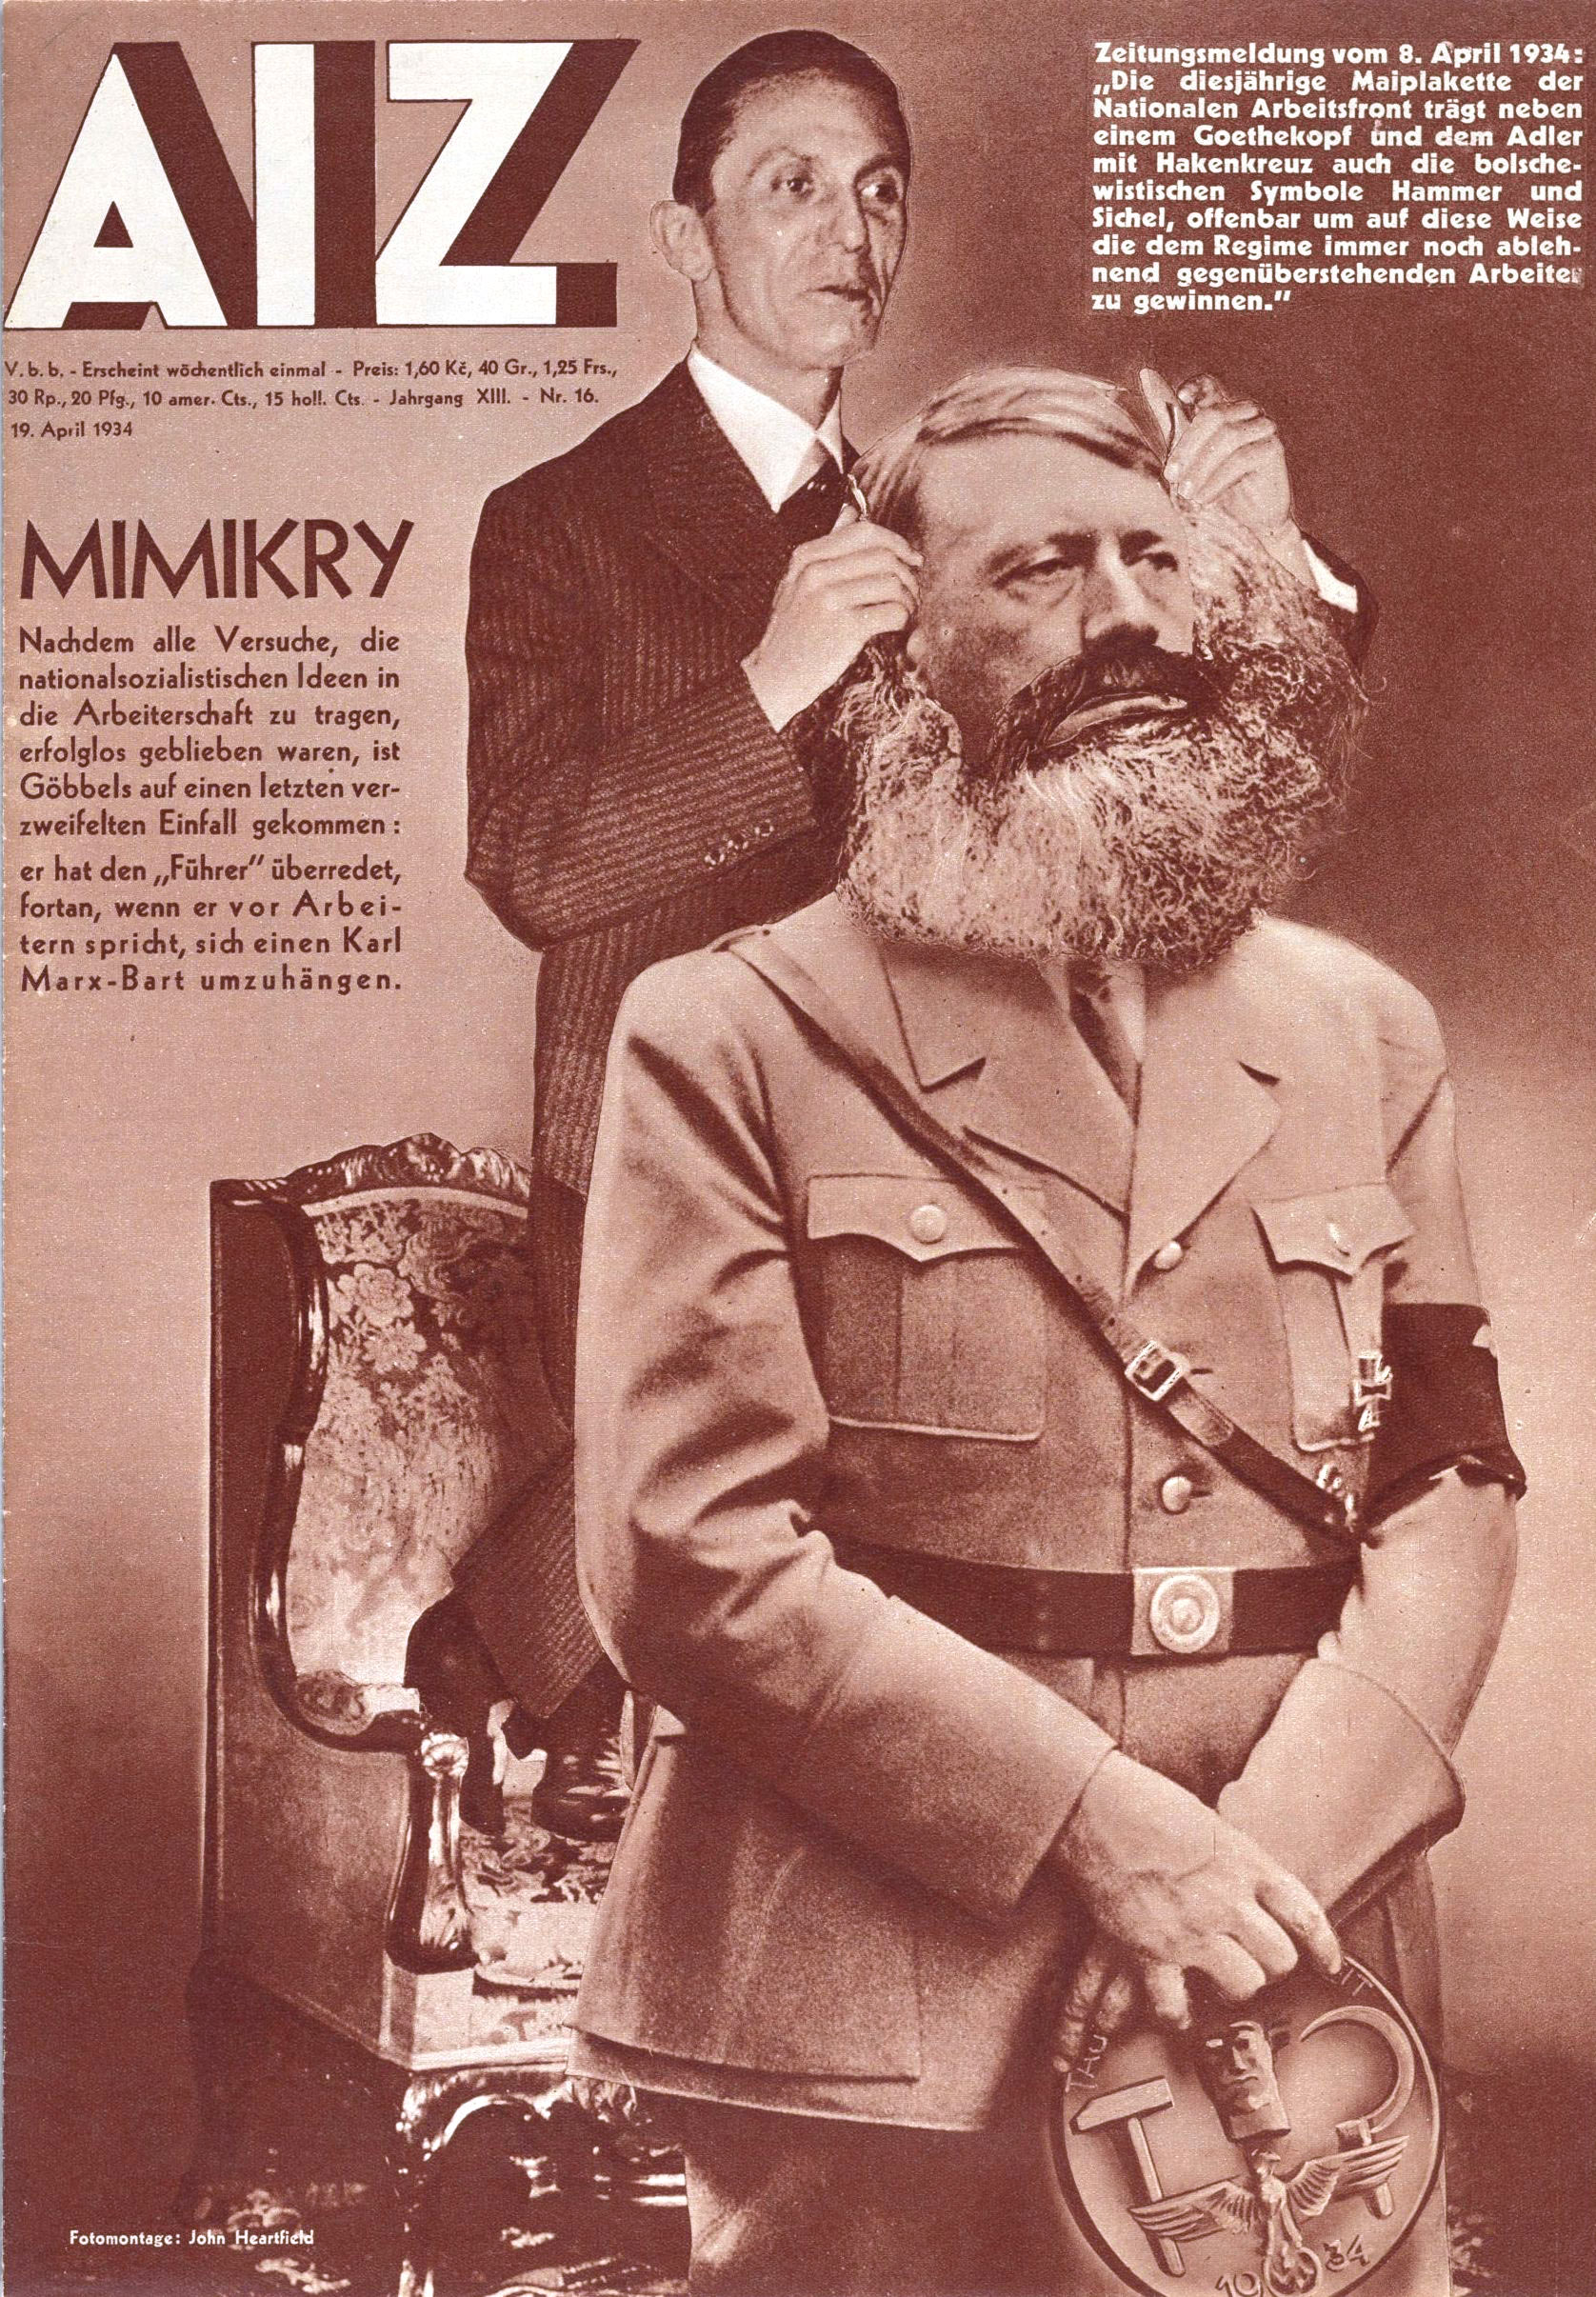 AIZ
V. b. b. - Erscheint wöchentlich einmal - Preis: 1,60 Kč, 40 Gr., 1,25 Frs.,
30 Rp., 20 Pfg., 10 amer. Cts., 15 holl. Cts. - Jahrgang XIII. - Nr. 16.
19. April 1934
Zeitungsmeldung vom 8. April 1934:
„Die diesjährige Maiplakette der
Nationalen Arbeitsfront trägt neben
einem Goethekopf und dem Adler
mit Hakenkreuz auch die bolsche-
wistischen Symbole Hammer und
Sichel, offenbar um auf diese Weise
die dem Regime immer noch ableh-
nend gegenüberstehenden Arbeiter
zu gewinnen."
MIMIKRY
Nachdem alle Versuche, die
nationalsozialistischen Ideen in
die Arbeiterschaft zu tragen,
erfolglos geblieben waren, ist
Göbbels auf einen letzten ver-
zweifelten Einfall gekommen:
er hat den „Führer" überredet,
fortan, wenn er vor Arbei-
tern spricht, sich einen Karl
Marx-Bart umzuhängen.
Fotomontage: John Heartfield
19 34